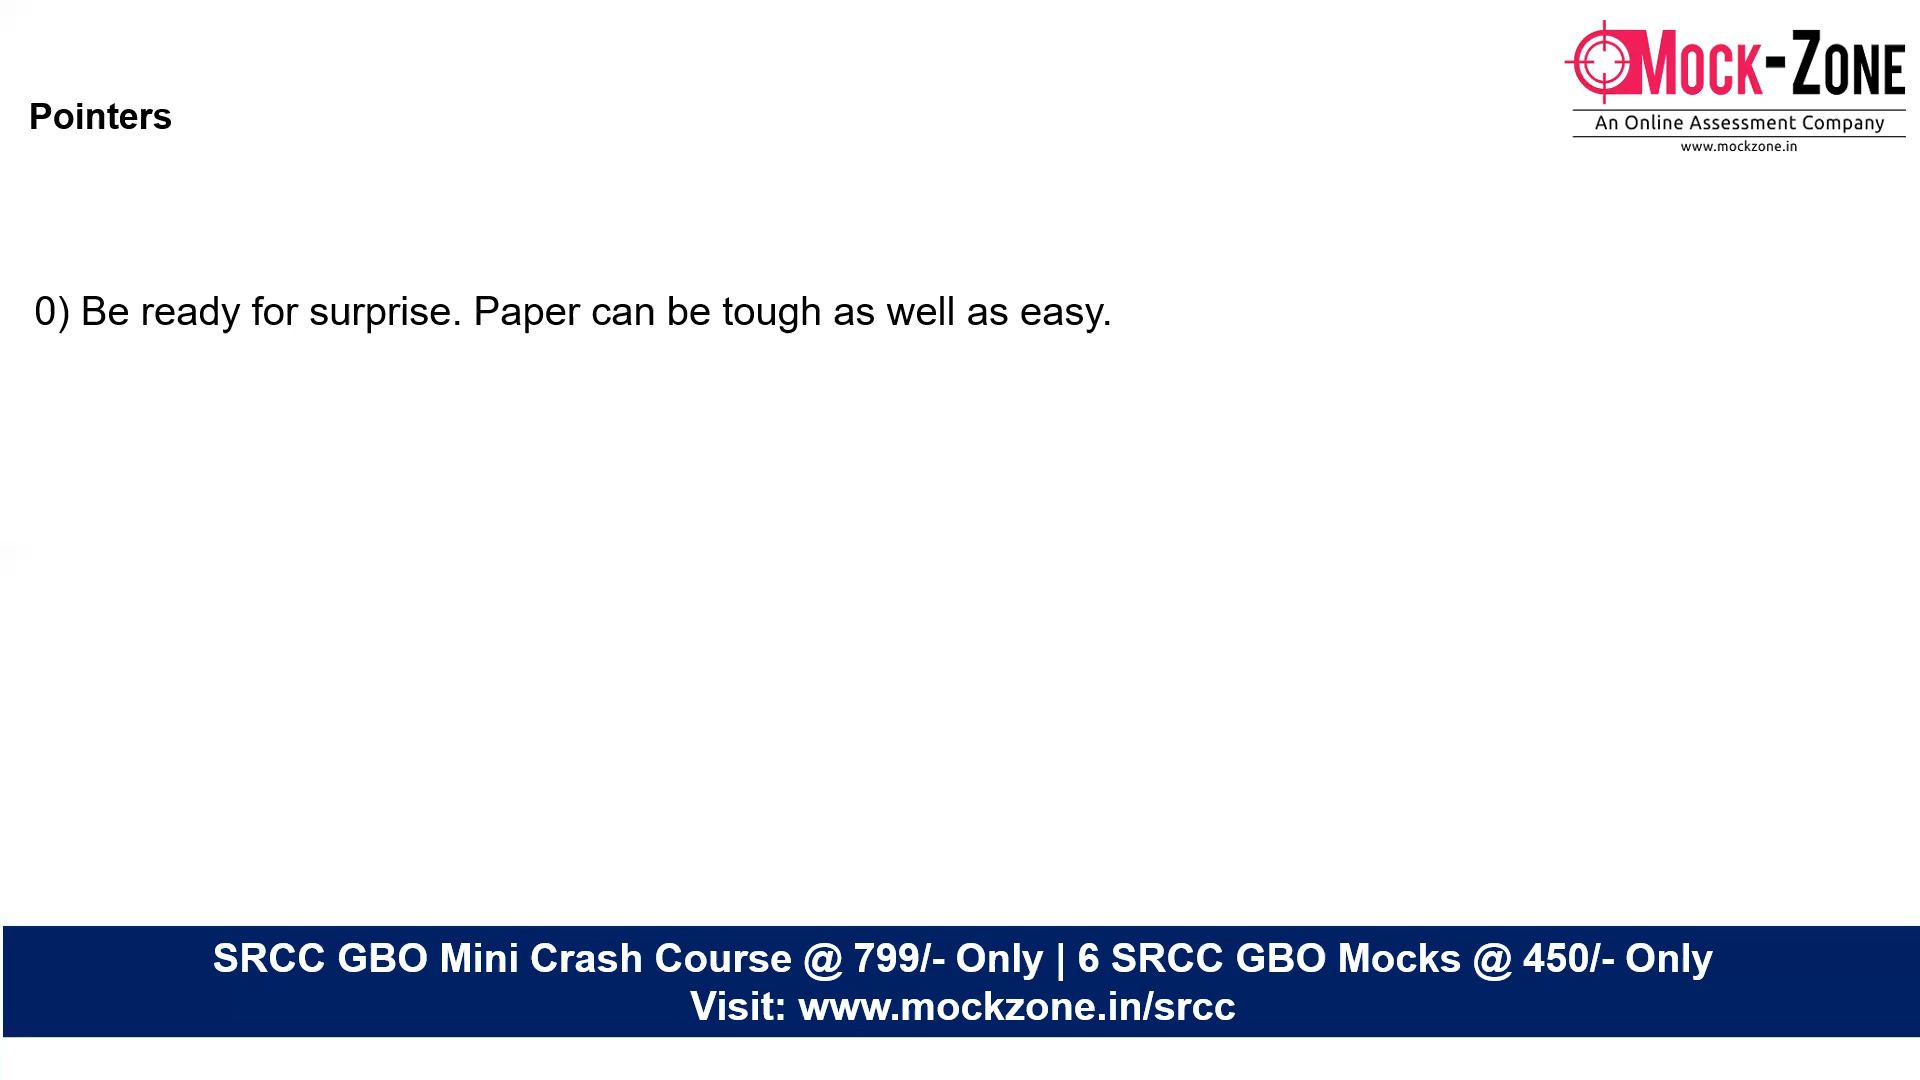 MOCK-ZONE
An Online Assessment Company
www.mockzone.in
Pointers
0) Be ready for surprise. Paper can be tough as well as easy.
SRCC GBO Mini Crash Course @ 799/- Only | 6 SRCC GBO Mocks @ 450/- Only
Visit: www.mockzone.in/srcc